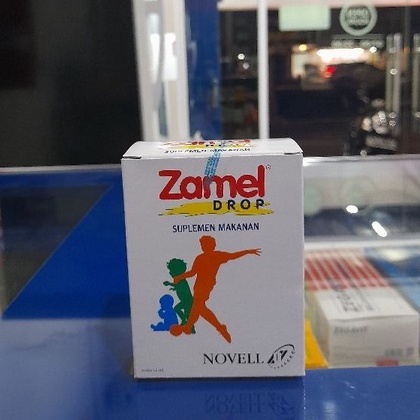 SUPLEMEN MAKANAN
Zamel®
DROP
SUPLEMEN MAKANAN
NOVELL